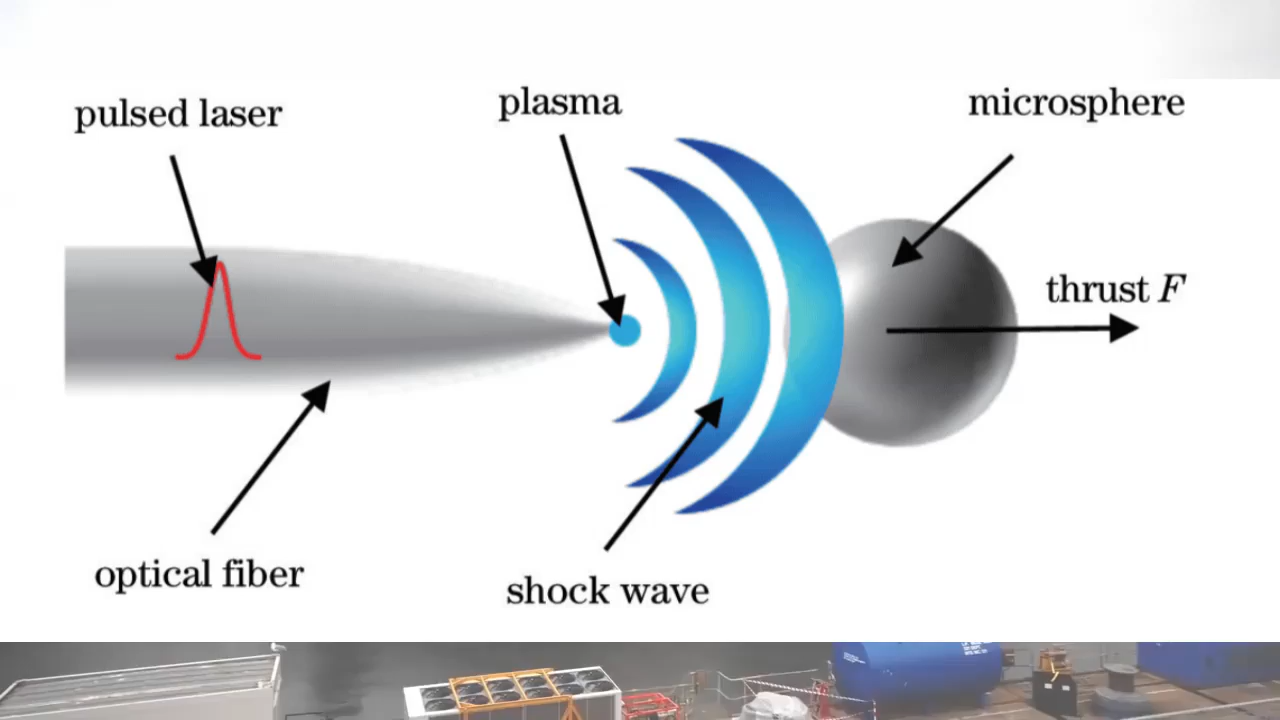 pulsed laser
plasma
microsphere
thrust F
optical fiber
shock wave